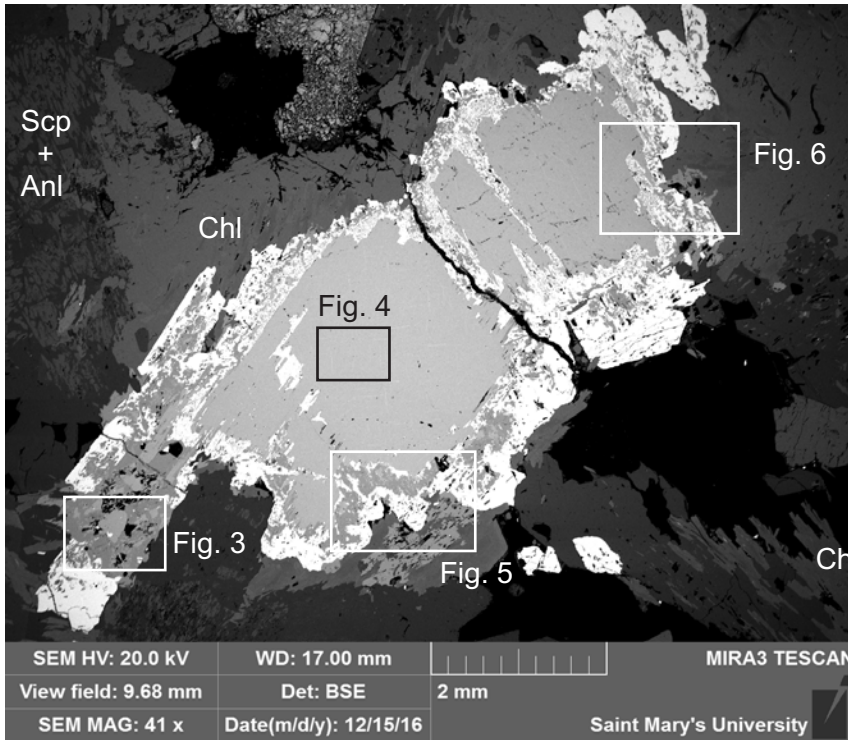 Scp
+
Anl
Chl
Fig. 6
Fig. 4
Fig. 3
Fig. 5
Ch
SEM HV: 20.0 kV
WD: 17.00 mm
MIRA3 TESCAN
View field: 9.68 mm
Det: BSE
2 mm
SEM MAG: 41 x
Date(m/d/y): 12/15/16
Saint Mary's University